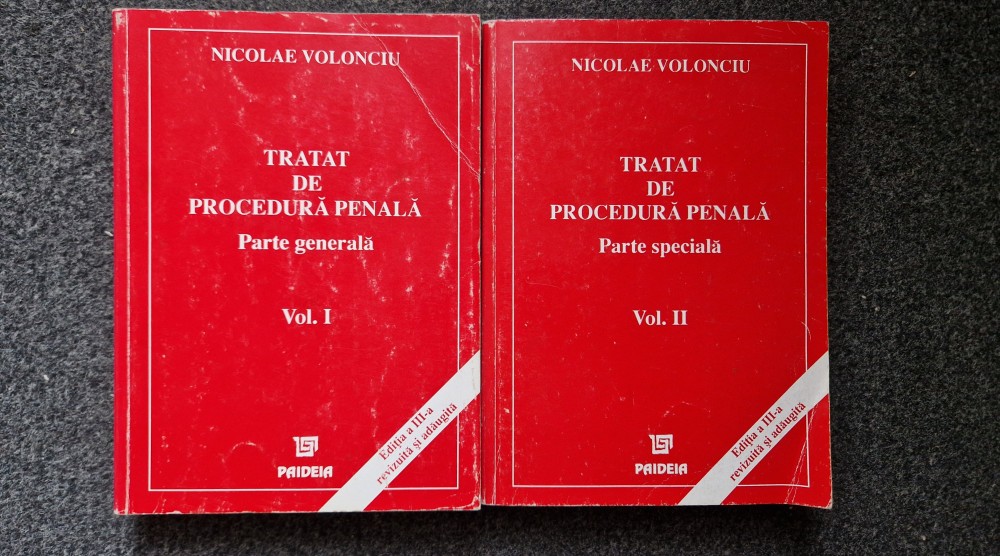 NICOLAE VOLONCIU
TRATAT
DE
PROCEDURĂ PENALĂ
Parte generală
Vol. I
Ediția a III-a
revizuită și adăugită
PAIDEIA
NICOLAE VOLONCIU
TRATAT
DE
PROCEDURĂ PENALĂ
Parte specială
Vol. II
Ediția a III-a
revizuită și adăugită
PAIDEIA